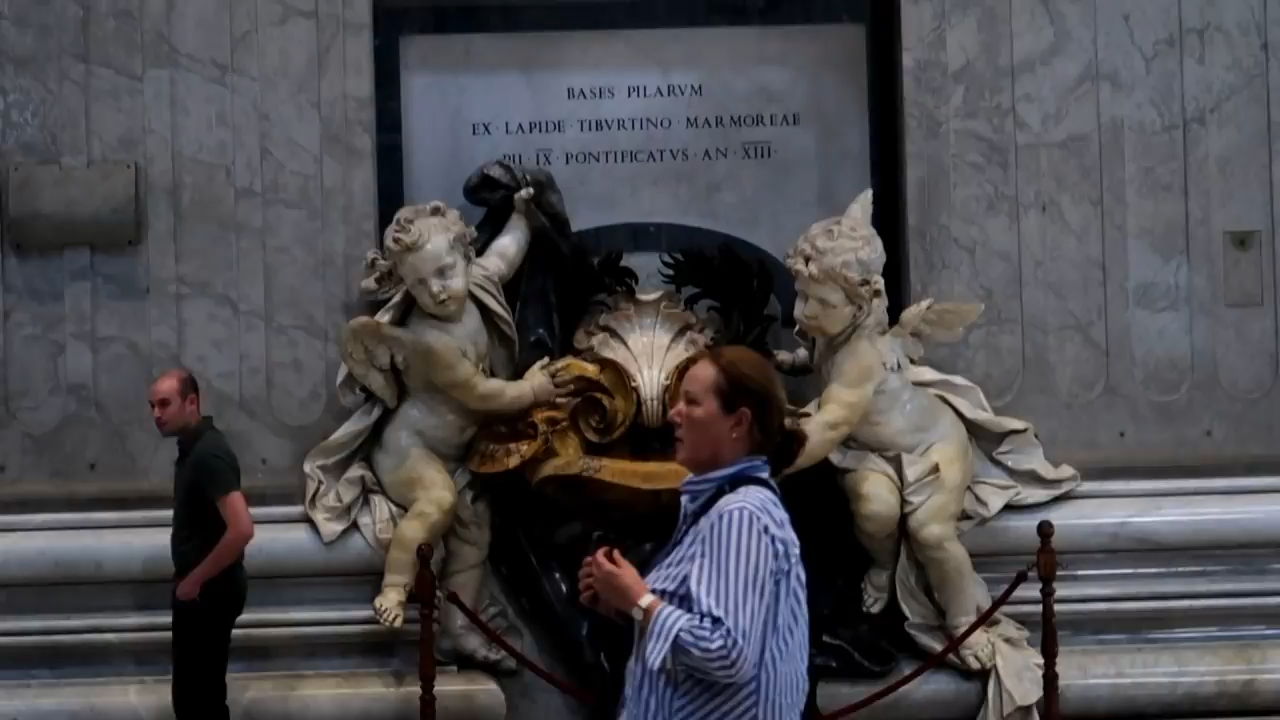 BASES PILARVM
EX · LAPIDE · TIBVRTINO · MARMOREAE
PII · IX · PONTIFICATVS · AN · XIII ·